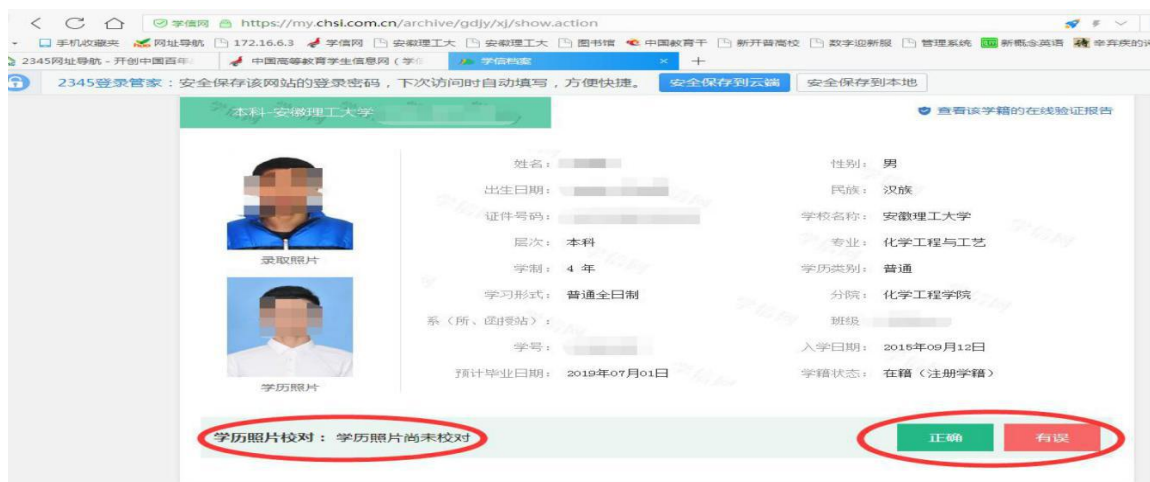 学信网 https://my.chsi.com.cn/archive/gdjy/xj/show.action
手机收藏夹 网址导航 172.16.6.3 学信网 安徽理工大 安徽理工大 图书馆 中国教育干 新开普高校 数字迎新服 管理系统 新概念英语 辛弃疾的词
2345网址导航 - 开创中国百年 中国高等教育学生信息网（学信 学信档案 × +
2345登录管家：安全保存该网站的登录密码，下次访问时自动填写，方便快捷。 安全保存到云端 安全保存到本地
本科-安徽理工大学 查看该学籍的在线验证报告
姓名： 性别： 男
出生日期： 民族： 汉族
证件号码： 学校名称： 安徽理工大学
录取照片 层次： 本科 专业： 化学工程与工艺
学制： 4 年 学历类别： 普通
学习形式： 普通全日制 分院： 化学工程学院
系（所、函授站）： 班级
学号： 入学日期： 2015年09月12日
学历照片 预计毕业日期： 2019年07月01日 学籍状态： 在籍（注册学籍）
学历照片校对： 学历照片尚未校对 正确 有误
学信网